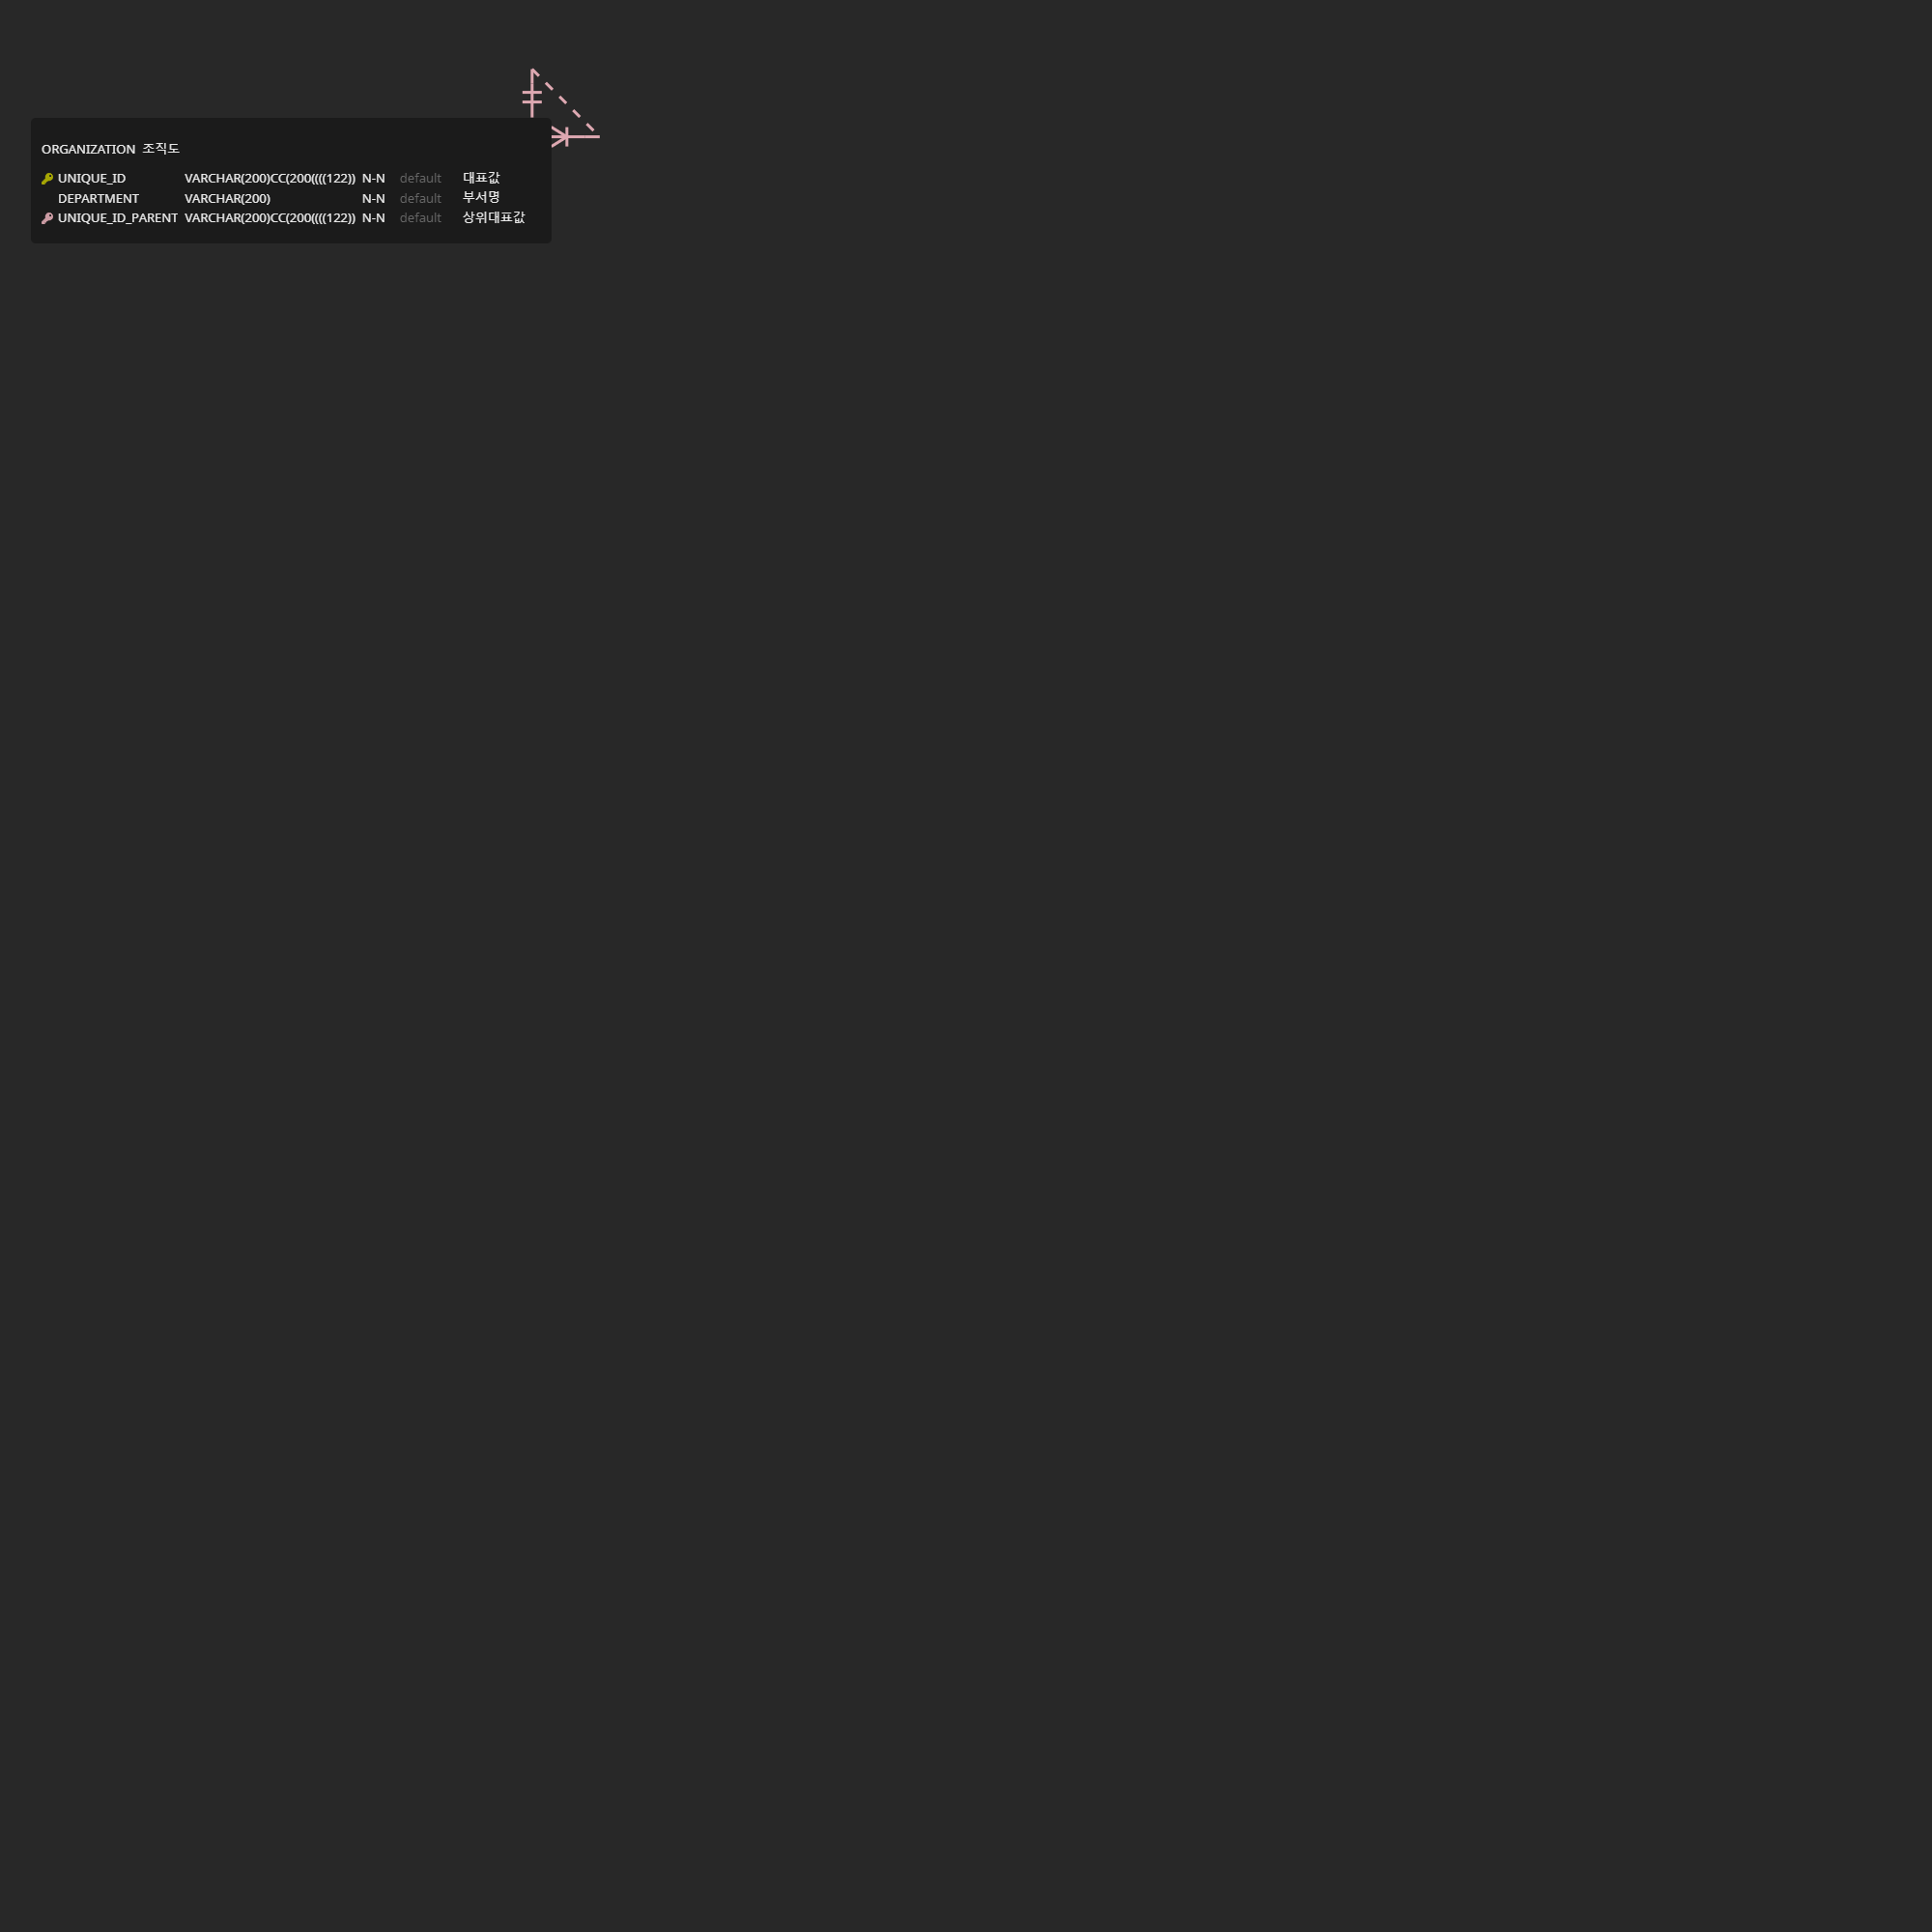 ORGANIZATION 조직도
UNIQUE_ID VARCHAR(200)CC(200((((122)) N-N default 대표값
DEPARTMENT VARCHAR(200) N-N default 부서명
UNIQUE_ID_PARENT VARCHAR(200)CC(200((((122)) N-N default 상위대표값